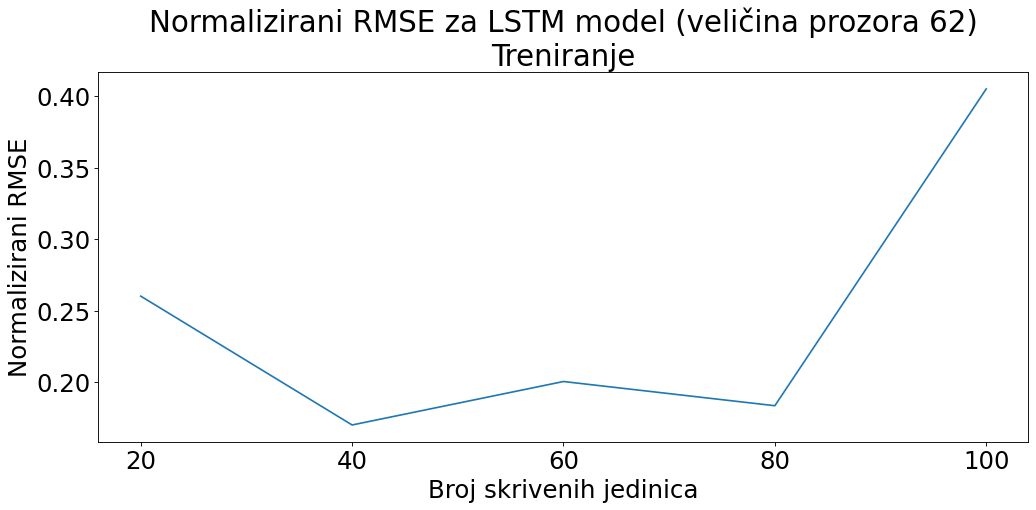 Normalizirani RMSE za LSTM model (veličina prozora 62)
Treniranje
0.40
0.35
0.30
0.25
0.20
Normalizirani RMSE
20 40 60 80 100
Broj skrivenih jedinica